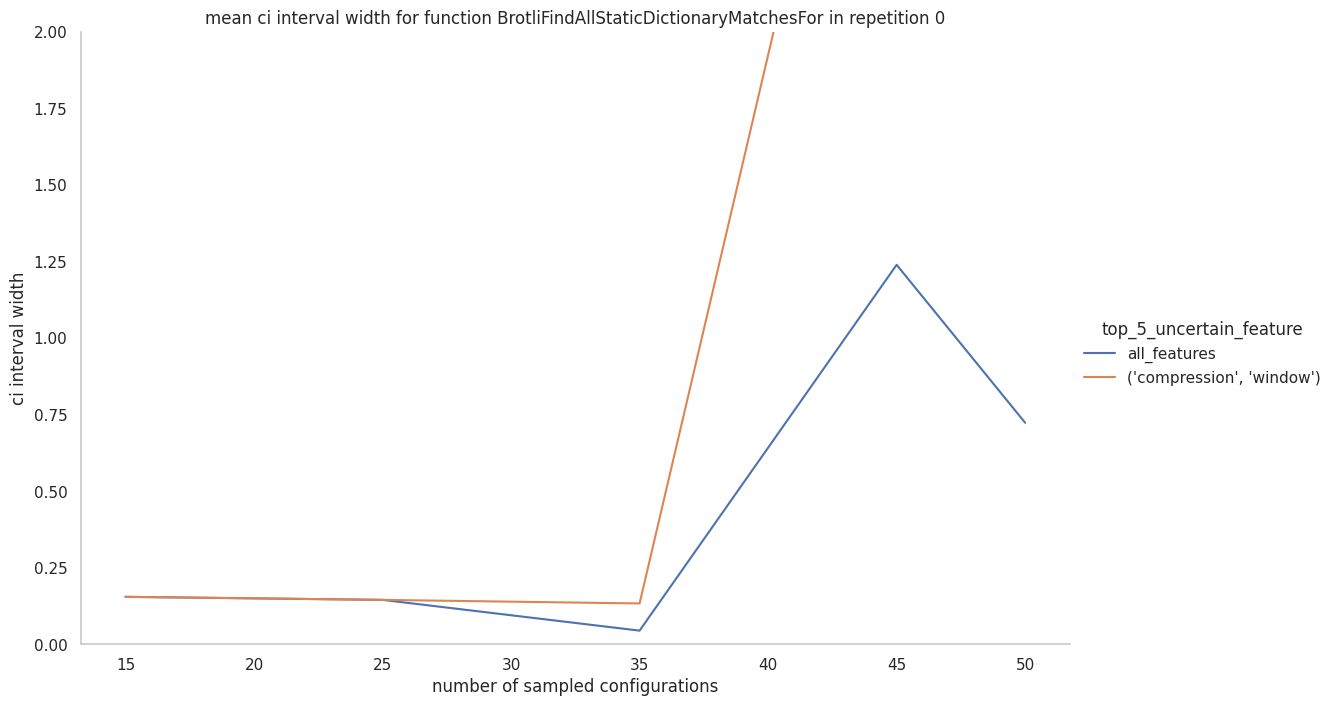 mean ci interval width for function BrotliFindAllStaticDictionaryMatchesFor in repetition 0
2.00
1.75
1.50
1.25
1.00
0.75
0.50
0.25
0.00
ci interval width
15 20 25 30 35 40 45 50
number of sampled configurations
top_5_uncertain_feature
all_features
('compression', 'window')